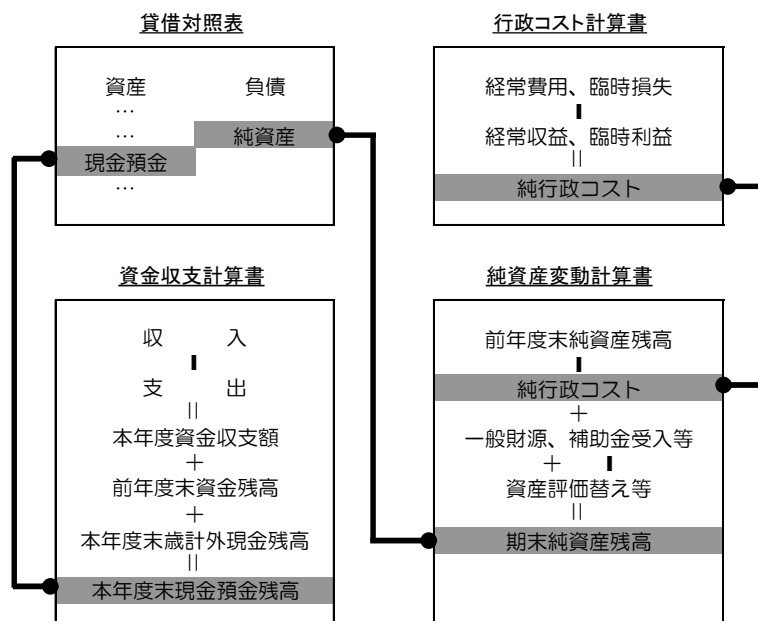 貸借対照表
資産 負債
…
… 純資産
現金預金
…
行政コスト計算書
経常費用、臨時損失
ー
経常収益、臨時利益
＝
純行政コスト
資金収支計算書
収 入
ー
支 出
＝
本年度資金収支額
＋
前年度末資金残高
＋
本年度末歳計外現金残高
＝
本年度末現金預金残高
純資産変動計算書
前年度末純資産残高
ー
純行政コスト
＋
一般財源、補助金受入等
＋ ー
資産評価替え等
＝
期末純資産残高